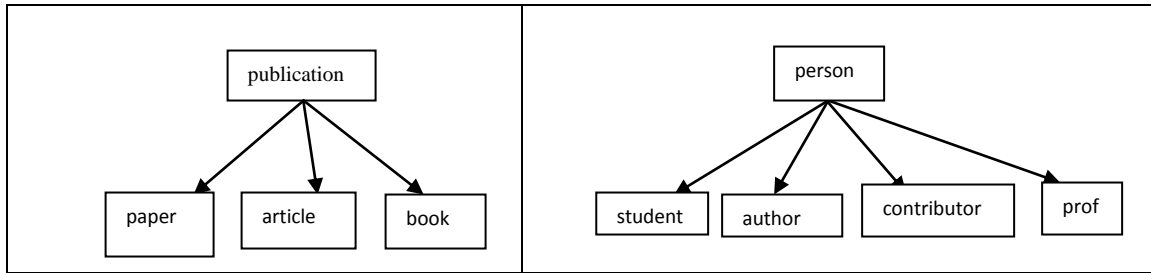 publication
paper
article
book
person
student
author
contributor
prof